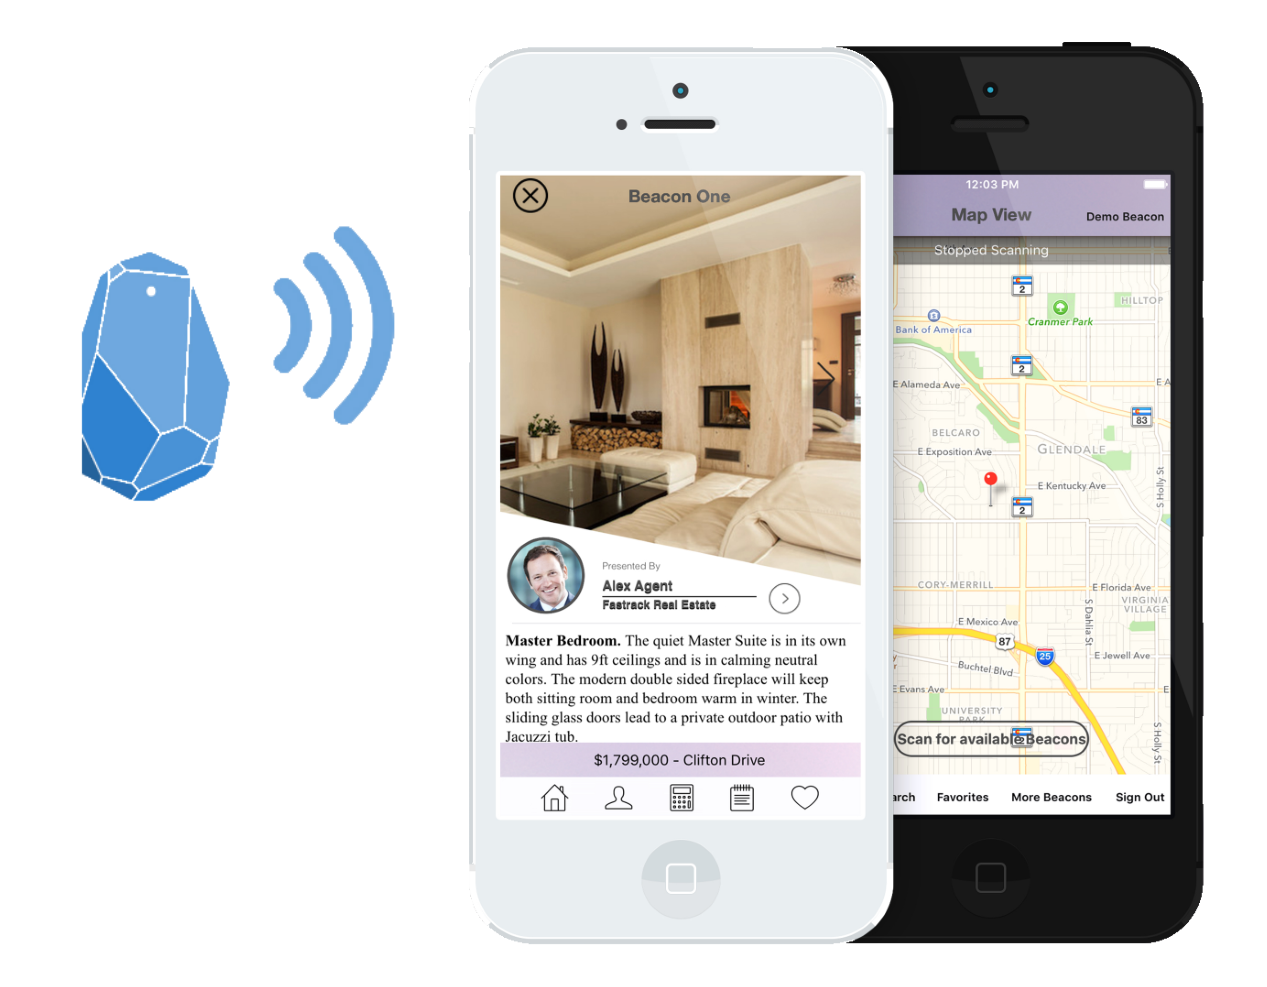 Beacon One
Presented By
Alex Agent
Fastrack Real Estate
Master Bedroom. The quiet Master Suite is in its own
wing and has 9ft ceilings and is in calming neutral
colors. The modern double sided fireplace will keep
both sitting room and bedroom warm in winter. The
sliding glass doors lead to a private outdoor patio with
Jacuzzi tub.
$1,799,000 - Clifton Drive
12:03 PM
Map View
Demo Beacon
Stopped Scanning
2
HILLTOP
Cranmer Park
Bank of America
2
E Alameda Ave
E A
83
BELCARO
E Exposition Ave
GLENDALE
E Kentucky Ave
S Holly St
2
CORY-MERRILL
E Florida Ave
VIRGINIA
VILLAGE
S Dahlia St
E Mexico Ave
87
25
E Jewell Ave
Buchtel Blvd
E Evans Ave
E
UNIVERSITY
PARK
S Holly St
Scan for available Beacons
2
arch
Favorites
More Beacons
Sign Out